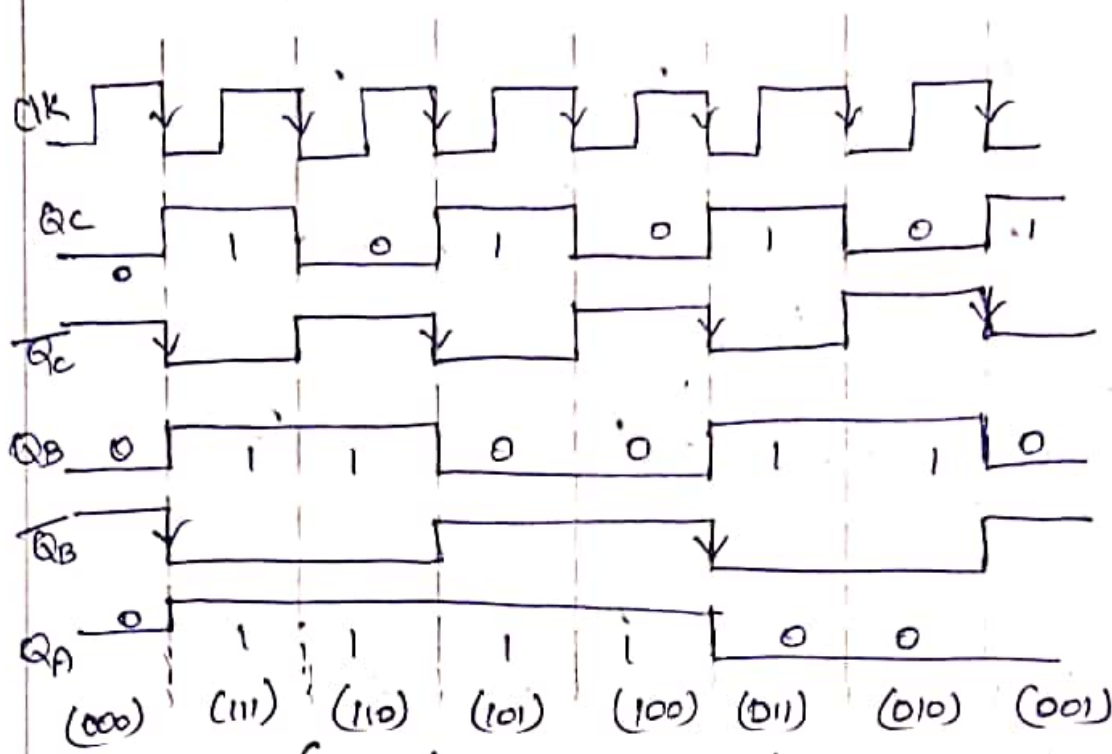 CLK
QC 0 1 0 1 0 1 0 1
Q̅c
QB 0 1 1 0 0 1 1 0
Q̅B
QA 0 1 1 1 1 0 0
(000) (111) (110) (101) (100) (011) (010) (001)